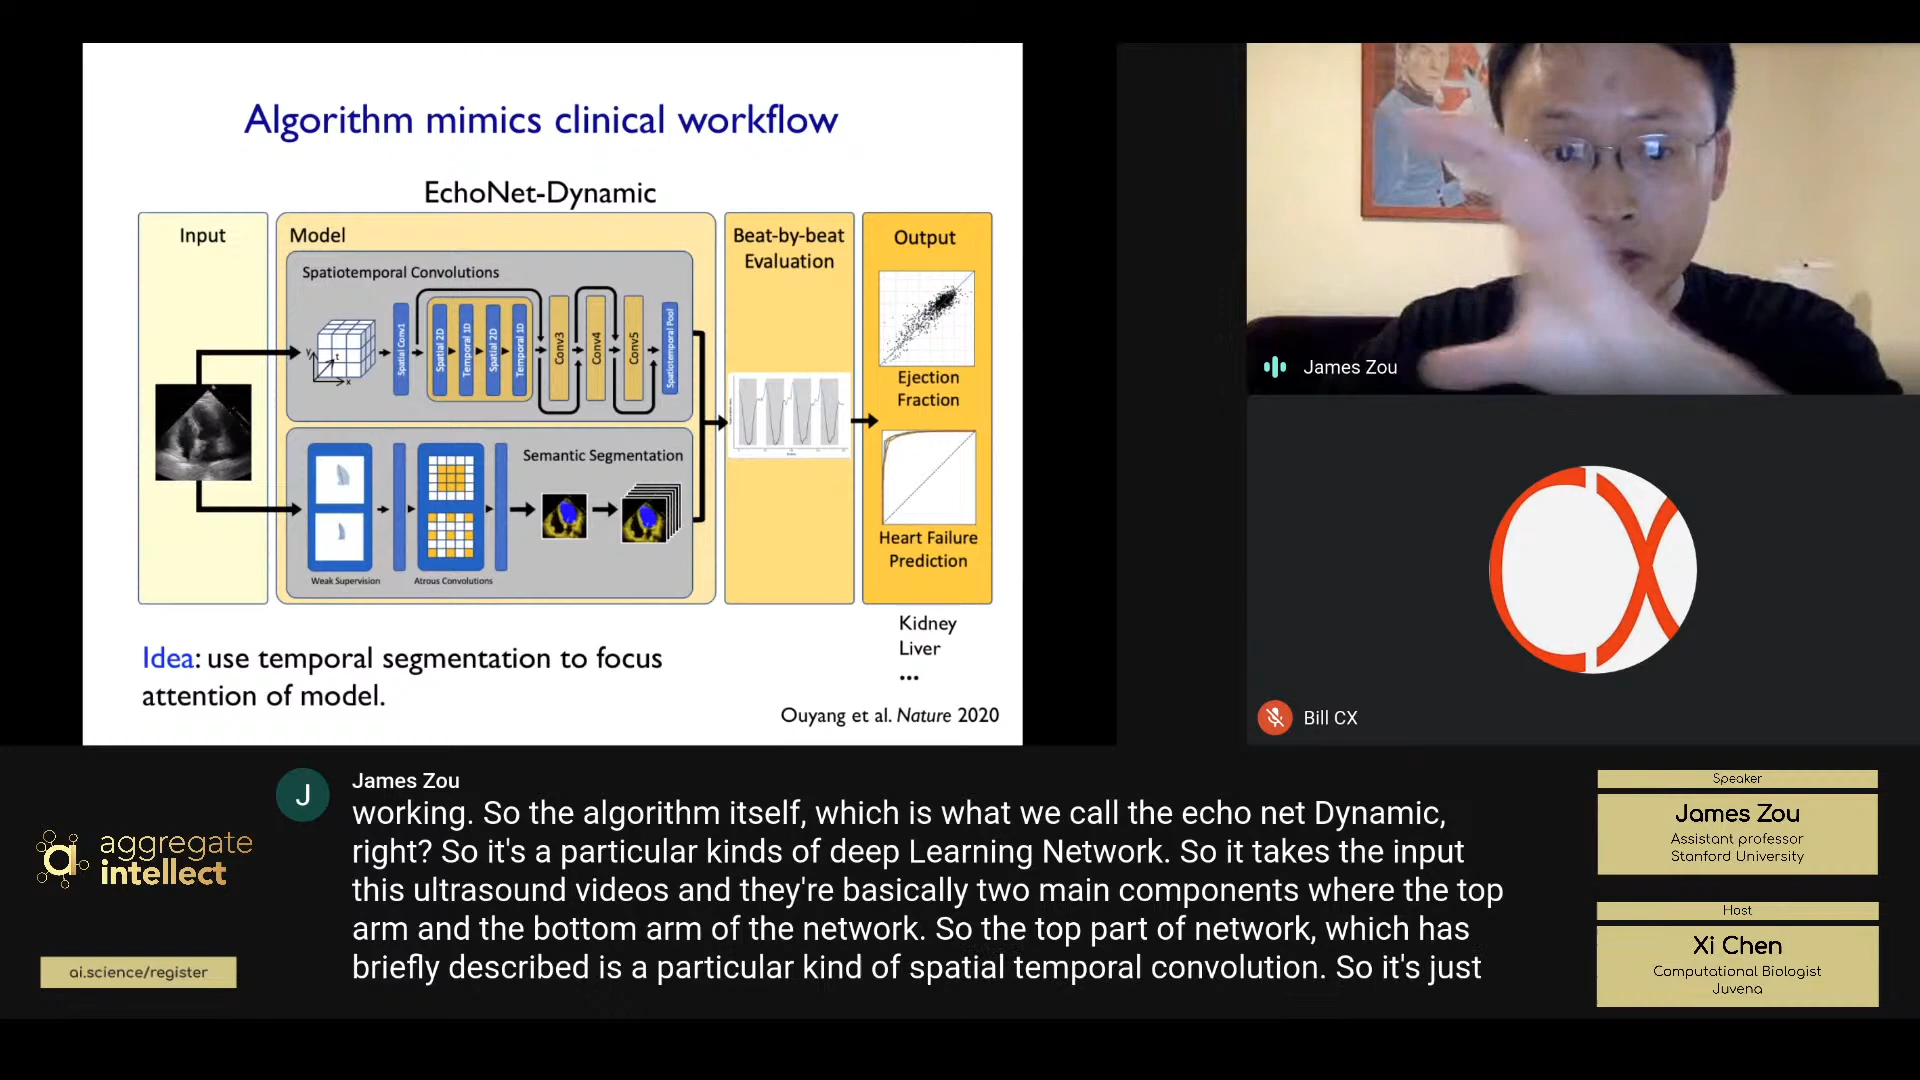 Algorithm mimics clinical workflow
EchoNet-Dynamic
Input
Model
Spatiotemporal Convolutions
y
t
x
Spatial Conv1
Spatial 2D
Temporal 1D
Spatial 2D
Temporal 1D
Conv3
Conv4
Conv5
Spatiotemporal Pool
Semantic Segmentation
Weak Supervision
Atrous Convolutions
Beat-by-beat
Evaluation
Output
Ejection
Fraction
Heart Failure
Prediction
Kidney
Liver
...
Idea: use temporal segmentation to focus
attention of model.
Ouyang et al. Nature 2020
James Zou
Bill CX
aggregate
intellect
ai.science/register
J
James Zou
working. So the algorithm itself, which is what we call the echo net Dynamic,
right? So it's a particular kinds of deep Learning Network. So it takes the input
this ultrasound videos and they're basically two main components where the top
arm and the bottom arm of the network. So the top part of network, which has
briefly described is a particular kind of spatial temporal convolution. So it's just
Speaker
James Zou
Assistant professor
Stanford University
Host
Xi Chen
Computational Biologist
Juvena